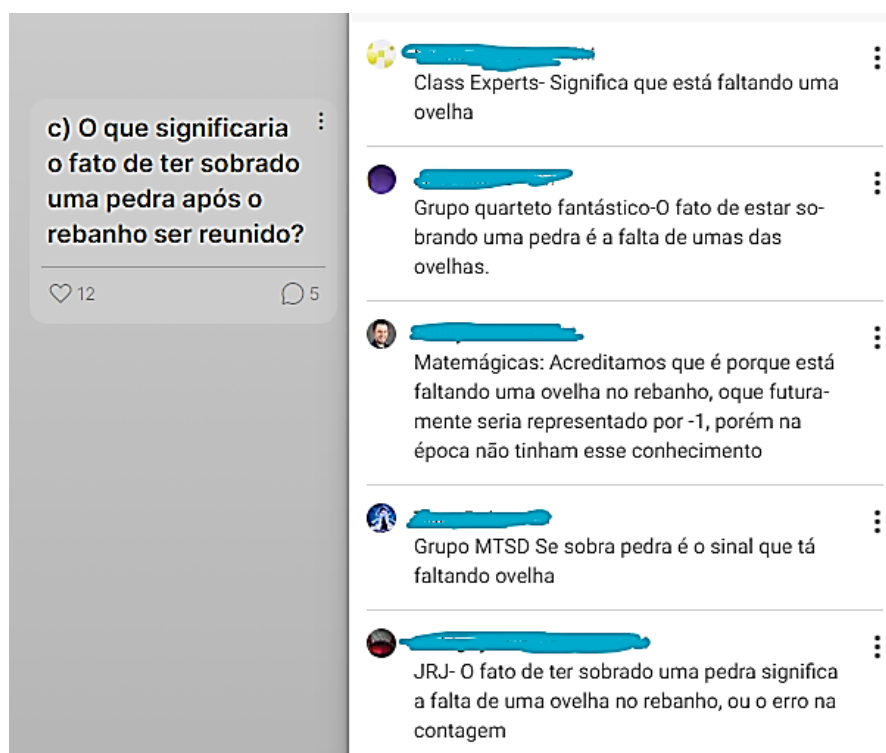 c) O que significaria
o fato de ter sobrado
uma pedra após o
rebanho ser reunido?
12
5
Class Experts- Significa que está faltando uma
ovelha
Grupo quarteto fantástico-O fato de estar so-
brando uma pedra é a falta de umas das
ovelhas.
Matemágicas: Acreditamos que é porque está
faltando uma ovelha no rebanho, oque futura-
mente seria representado por -1, porém na
época não tinham esse conhecimento
Grupo MTSD Se sobra pedra é o sinal que tá
faltando ovelha
JRJ- O fato de ter sobrado uma pedra significa
a falta de uma ovelha no rebanho, ou o erro na
contagem